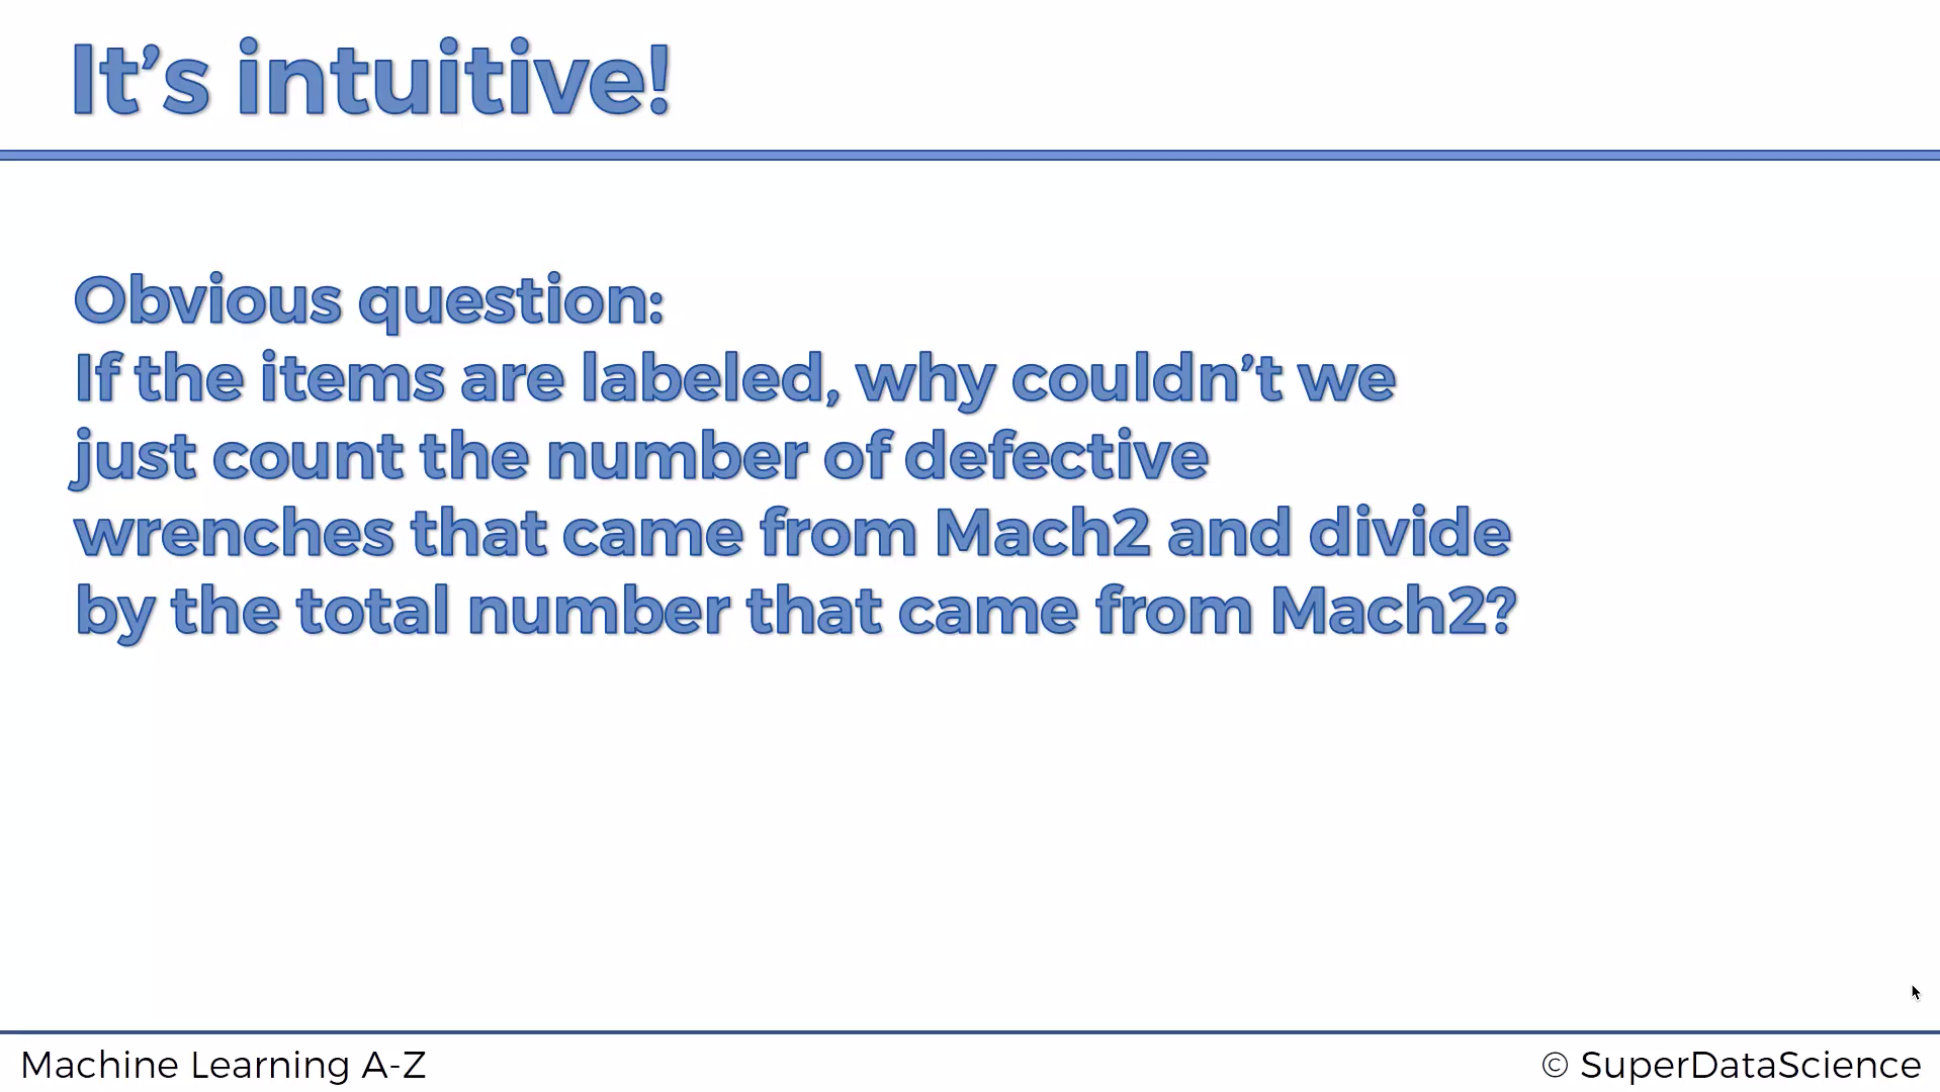 It’s intuitive!
Obvious question:
If the items are labeled, why couldn’t we
just count the number of defective
wrenches that came from Mach2 and divide
by the total number that came from Mach2?
Machine Learning A-Z
© SuperDataScience